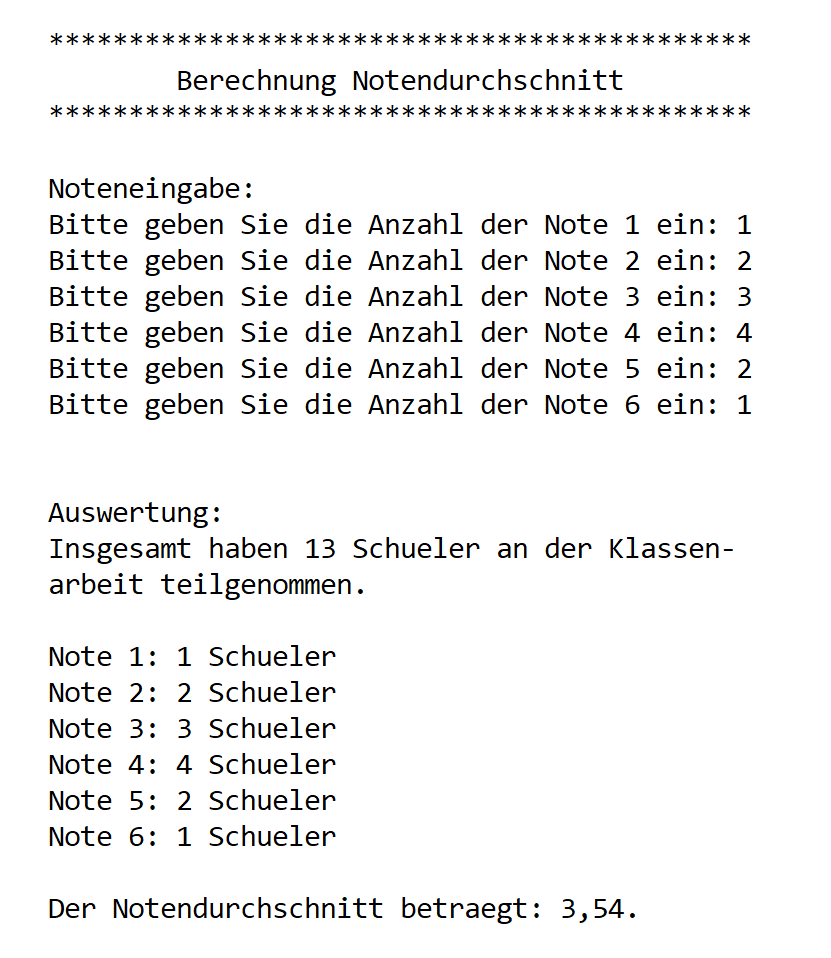 ********************************************
Berechnung Notendurchschnitt
********************************************
Noteneingabe:
Bitte geben Sie die Anzahl der Note 1 ein: 1
Bitte geben Sie die Anzahl der Note 2 ein: 2
Bitte geben Sie die Anzahl der Note 3 ein: 3
Bitte geben Sie die Anzahl der Note 4 ein: 4
Bitte geben Sie die Anzahl der Note 5 ein: 2
Bitte geben Sie die Anzahl der Note 6 ein: 1
Auswertung:
Insgesamt haben 13 Schueler an der Klassen-
arbeit teilgenommen.
Note 1: 1 Schueler
Note 2: 2 Schueler
Note 3: 3 Schueler
Note 4: 4 Schueler
Note 5: 2 Schueler
Note 6: 1 Schueler
Der Notendurchschnitt betraegt: 3,54.